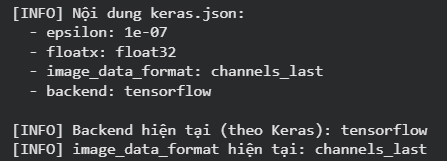 [INFO] Nội dung keras.json:
- epsilon: 1e-07
- floatx: float32
- image_data_format: channels_last
- backend: tensorflow
[INFO] Backend hiện tại (theo Keras): tensorflow
[INFO] image_data_format hiện tại: channels_last